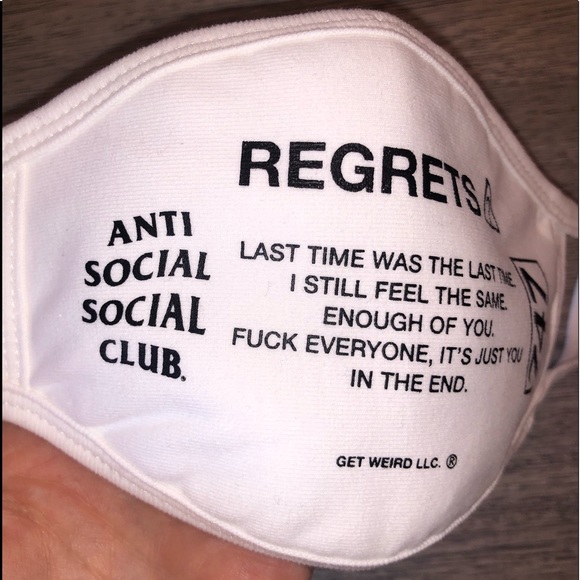 REGRETS
ANTI
SOCIAL
SOCIAL
CLUB.
LAST TIME WAS THE LAST TIME.
I STILL FEEL THE SAME.
ENOUGH OF YOU.
FUCK EVERYONE, IT'S JUST YOU
IN THE END.
GET WEIRD LLC. ®